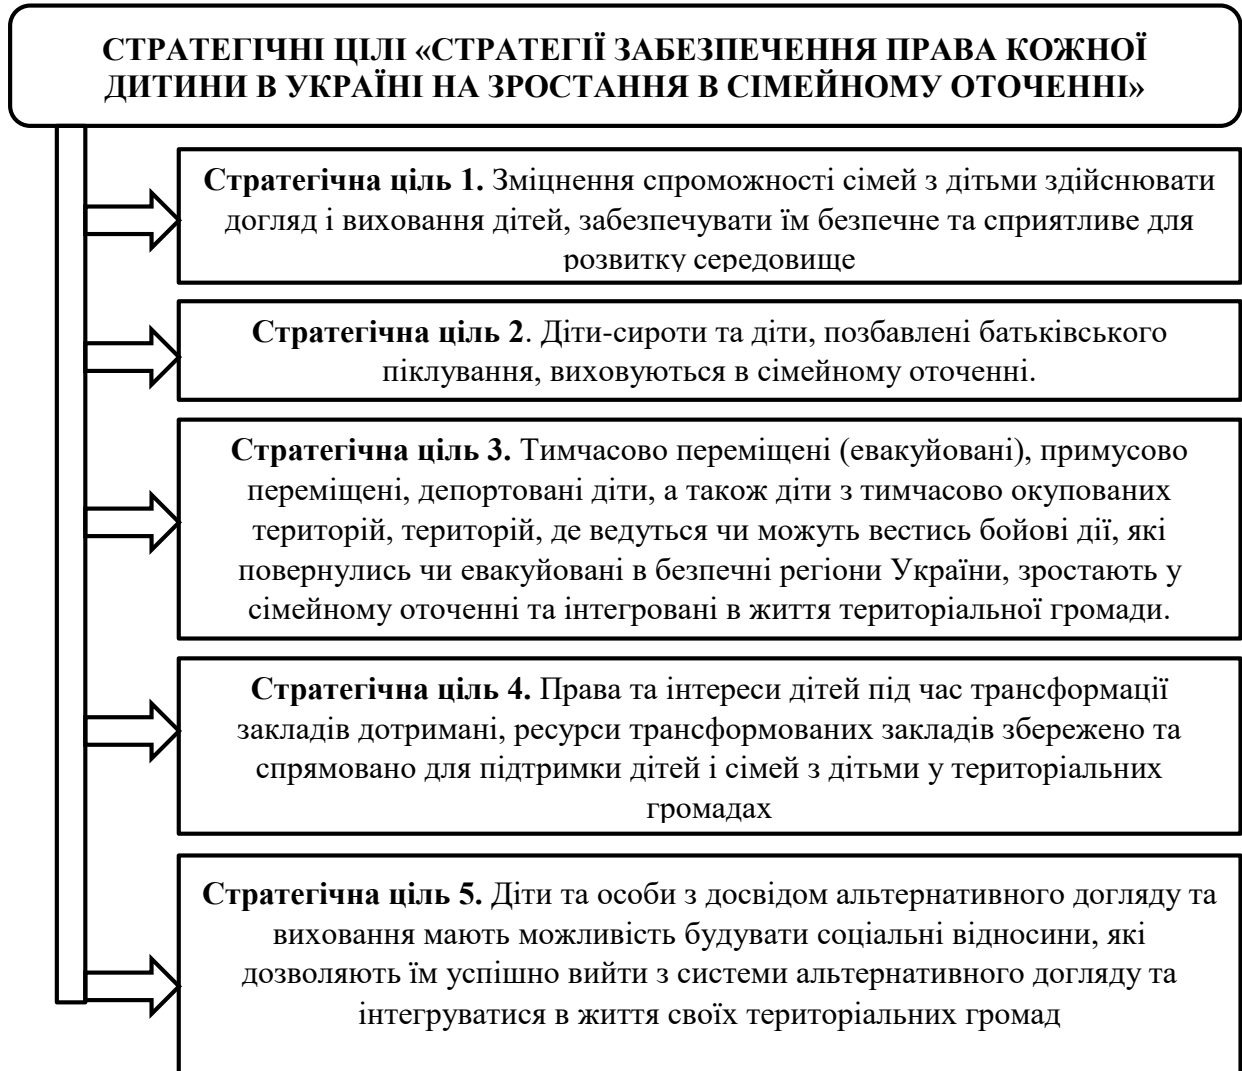 СТРАТЕГІЧНІ ЦІЛІ «СТРАТЕГІЇ ЗАБЕЗПЕЧЕННЯ ПРАВА КОЖНОЇ
ДИТИНИ В УКРАЇНІ НА ЗРОСТАННЯ В СІМЕЙНОМУ ОТОЧЕННІ»
Стратегічна ціль 1. Зміцнення спроможності сімей з дітьми здійснювати
догляд і виховання дітей, забезпечувати їм безпечне та сприятливе для
розвитку середовище
Стратегічна ціль 2. Діти-сироти та діти, позбавлені батьківського
піклування, виховуються в сімейному оточенні.
Стратегічна ціль 3. Тимчасово переміщені (евакуйовані), примусово
переміщені, депортовані діти, а також діти з тимчасово окупованих
територій, територій, де ведуться чи можуть вестись бойові дії, які
повернулись чи евакуйовані в безпечні регіони України, зростають у
сімейному оточенні та інтегровані в життя територіальної громади.
Стратегічна ціль 4. Права та інтереси дітей під час трансформації
закладів дотримані, ресурси трансформованих закладів збережено та
спрямовано для підтримки дітей і сімей з дітьми у територіальних
громадах
Стратегічна ціль 5. Діти та особи з досвідом альтернативного догляду та
виховання мають можливість будувати соціальні відносини, які
дозволяють їм успішно вийти з системи альтернативного догляду та
інтегруватися в життя своїх територіальних громад